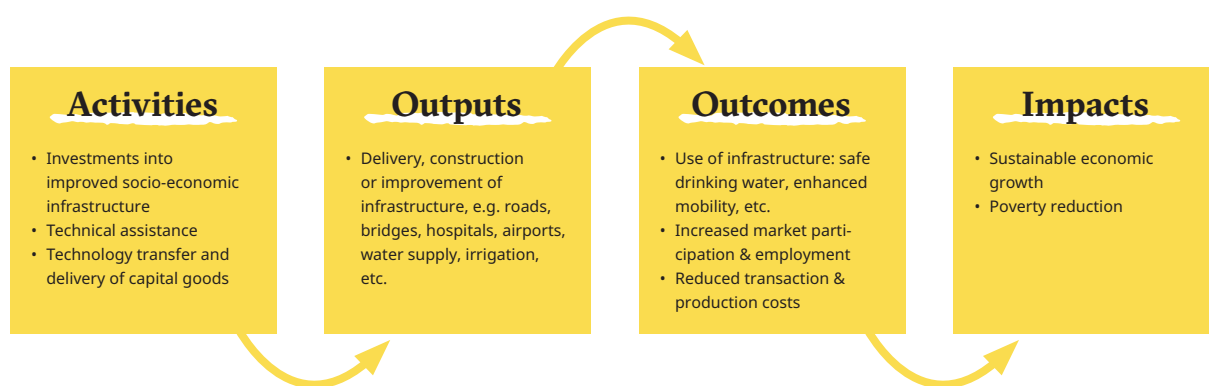 Activities
• Investments into
improved socio-economic
infrastructure
• Technical assistance
• Technology transfer and
delivery of capital goods
Outputs
• Delivery, construction
or improvement of
infrastructure, e.g. roads,
bridges, hospitals, airports,
water supply, irrigation,
etc.
Outcomes
• Use of infrastructure: safe
drinking water, enhanced
mobility, etc.
• Increased market parti-
cipation & employment
• Reduced transaction &
production costs
Impacts
• Sustainable economic
growth
• Poverty reduction